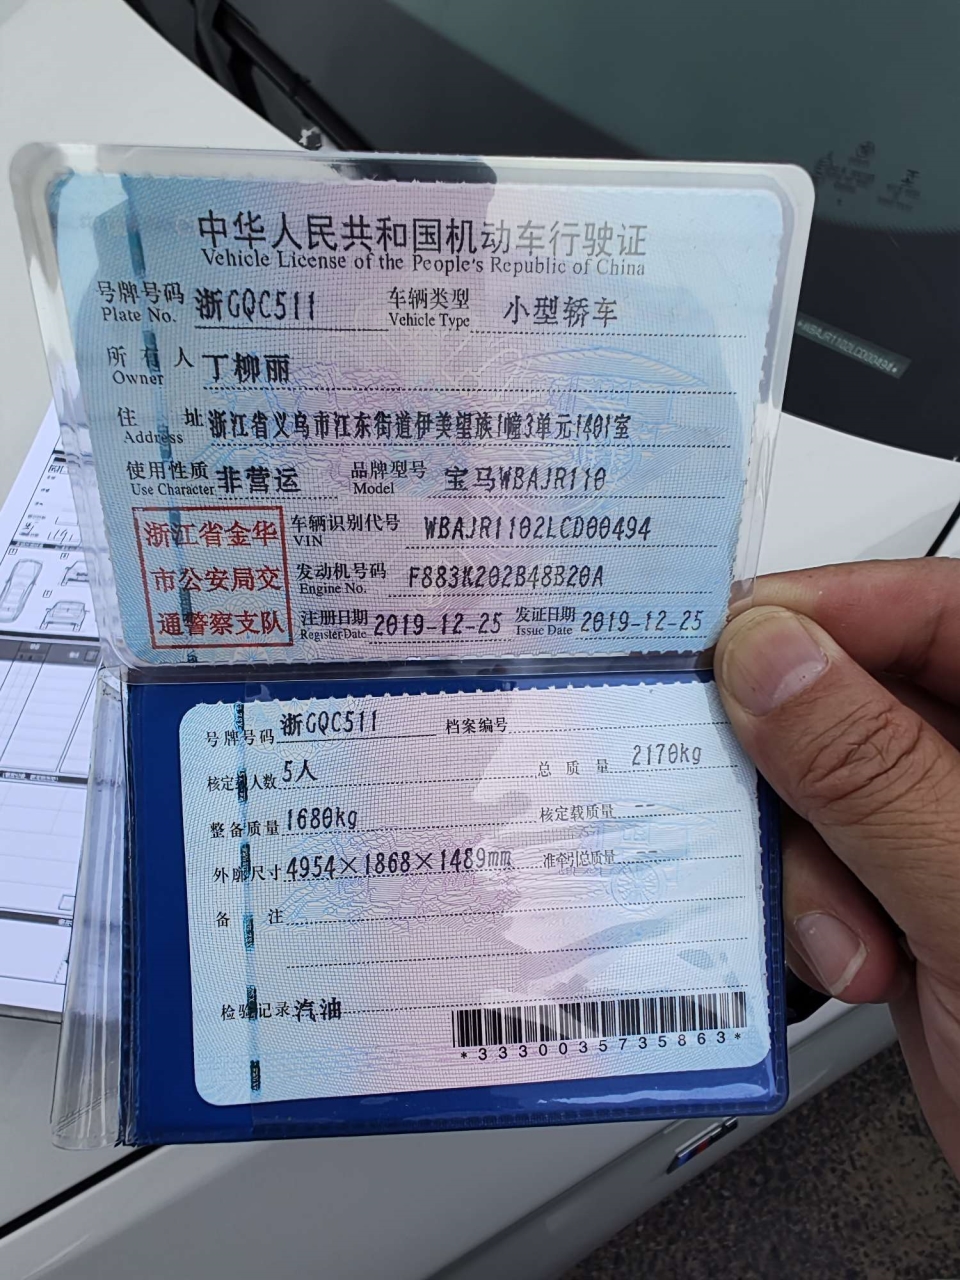 中华人民共和国机动车行驶证
Vehicle License of the People's Republic of China
号牌号码 浙GQC511 车辆类型 小型轿车
Plate No. Vehicle Type
所有人 丁柳丽
Owner
住址 浙江省义乌市江东街道伊美望族1幢3单元1401室
Address
使用性质 非营运 品牌型号 宝马WBAJR110
Use Character Model
浙江省金华
市公安局交
通警察支队
车辆识别代号 WBAJR1102LCD00494
VIN
发动机号码 F883K202B48B20A
Engine No.
注册日期 2019-12-25 发证日期 2019-12-25
Register Date Issue Date
号牌号码 浙GQC511 档案编号
核定载人数 5人 总质量 2170kg
整备质量 1680kg 核定载质量 --
外廓尺寸 4954×1868×1489mm 准牵引总质量 --
备注
检验记录 汽油
*3330035735863*
*WBAJR1102LCD00494*